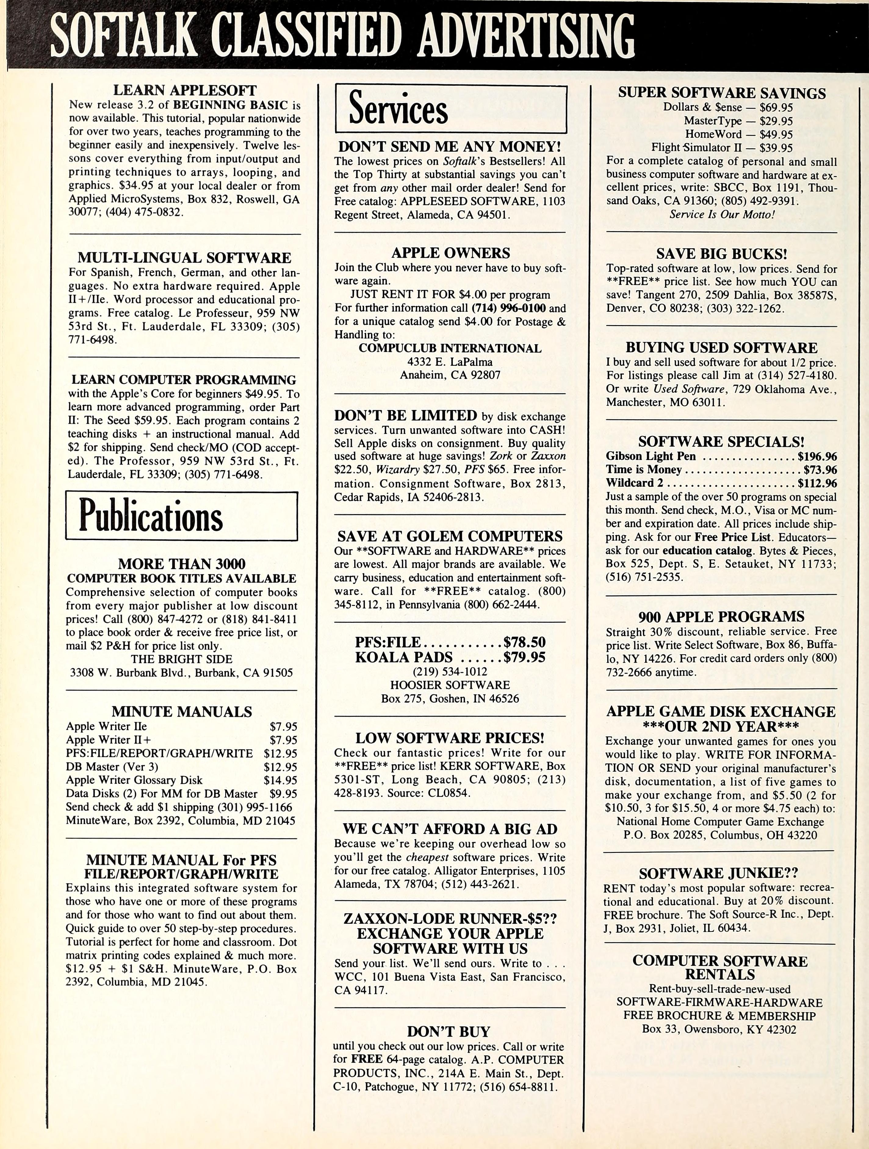 SOFTALK CLASSIFIED ADVERTISING
LEARN APPLESOFT
New release 3.2 of BEGINNING BASIC is
now available. This tutorial, popular nationwide
for over two years, teaches programming to the
beginner easily and inexpensively. Twelve les-
sons cover everything from input/output and
printing techniques to arrays, looping, and
graphics. $34.95 at your local dealer or from
Applied MicroSystems, Box 832, Roswell, GA
30077; (404) 475-0832.
MULTI-LINGUAL SOFTWARE
For Spanish, French, German, and other lan-
guages. No extra hardware required. Apple
II+/IIe. Word processor and educational pro-
grams. Free catalog. Le Professeur, 959 NW
53rd St., Ft. Lauderdale, FL 33309; (305)
771-6498.
LEARN COMPUTER PROGRAMMING
with the Apple's Core for beginners $49.95. To
learn more advanced programming, order Part
II: The Seed $59.95. Each program contains 2
teaching disks + an instructional manual. Add
$2 for shipping. Send check/MO (COD accept-
ed). The Professor, 959 NW 53rd St., Ft.
Lauderdale, FL 33309; (305) 771-6498.
Publications
MORE THAN 3000
COMPUTER BOOK TITLES AVAILABLE
Comprehensive selection of computer books
from every major publisher at low discount
prices! Call (800) 847-4272 or (818) 841-8411
to place book order & receive free price list, or
mail $2 P&H for price list only.
THE BRIGHT SIDE
3308 W. Burbank Blvd., Burbank, CA 91505
MINUTE MANUALS
Apple Writer IIe $7.95
Apple Writer II+ $7.95
PFS:FILE/REPORT/GRAPH/WRITE $12.95
DB Master (Ver 3) $12.95
Apple Writer Glossary Disk $14.95
Data Disks (2) For MM for DB Master $9.95
Send check & add $1 shipping (301) 995-1166
MinuteWare, Box 2392, Columbia, MD 21045
MINUTE MANUAL For PFS
FILE/REPORT/GRAPH/WRITE
Explains this integrated software system for
those who have one or more of these programs
and for those who want to find out about them.
Quick guide to over 50 step-by-step procedures.
Tutorial is perfect for home and classroom. Dot
matrix printing codes explained & much more.
$12.95 + $1 S&H. MinuteWare, P.O. Box
2392, Columbia, MD 21045.
Services
DON'T SEND ME ANY MONEY!
The lowest prices on Softalk's Bestsellers! All
the Top Thirty at substantial savings you can't
get from any other mail order dealer! Send for
Free catalog: APPLESEED SOFTWARE, 1103
Regent Street, Alameda, CA 94501.
APPLE OWNERS
Join the Club where you never have to buy soft-
ware again.
JUST RENT IT FOR $4.00 per program
For further information call (714) 996-0100 and
for a unique catalog send $4.00 for Postage &
Handling to:
COMPUCLUB INTERNATIONAL
4332 E. LaPalma
Anaheim, CA 92807
DON'T BE LIMITED by disk exchange
services. Turn unwanted software into CASH!
Sell Apple disks on consignment. Buy quality
used software at huge savings! Zork or Zaxxon
$22.50, Wizardry $27.50, PFS $65. Free infor-
mation. Consignment Software, Box 2813,
Cedar Rapids, IA 52406-2813.
SAVE AT GOLEM COMPUTERS
Our **SOFTWARE and HARDWARE** prices
are lowest. All major brands are available. We
carry business, education and entertainment soft-
ware. Call for **FREE** catalog. (800)
345-8112, in Pennsylvania (800) 662-2444.
PFS:FILE...........$78.50
KOALA PADS ......$79.95
(219) 534-1012
HOOSIER SOFTWARE
Box 275, Goshen, IN 46526
LOW SOFTWARE PRICES!
Check our fantastic prices! Write for our
**FREE** price list! KERR SOFTWARE, Box
5301-ST, Long Beach, CA 90805; (213)
428-8193. Source: CL0854.
WE CAN'T AFFORD A BIG AD
Because we're keeping our overhead low so
you'll get the cheapest software prices. Write
for our free catalog. Alligator Enterprises, 1105
Alameda, TX 78704; (512) 443-2621.
ZAXXON-LODE RUNNER-$5??
EXCHANGE YOUR APPLE
SOFTWARE WITH US
Send your list. We'll send ours. Write to . . .
WCC, 101 Buena Vista East, San Francisco,
CA 94117.
DON'T BUY
until you check out our low prices. Call or write
for FREE 64-page catalog. A.P. COMPUTER
PRODUCTS, INC., 214A E. Main St., Dept.
C-10, Patchogue, NY 11772; (516) 654-8811.
SUPER SOFTWARE SAVINGS
Dollars & $ense — $69.95
MasterType — $29.95
HomeWord — $49.95
Flight Simulator II — $39.95
For a complete catalog of personal and small
business computer software and hardware at ex-
cellent prices, write: SBCC, Box 1191, Thou-
sand Oaks, CA 91360; (805) 492-9391.
Service Is Our Motto!
SAVE BIG BUCKS!
Top-rated software at low, low prices. Send for
**FREE** price list. See how much YOU can
save! Tangent 270, 2509 Dahlia, Box 38587S,
Denver, CO 80238; (303) 322-1262.
BUYING USED SOFTWARE
I buy and sell used software for about 1/2 price.
For listings please call Jim at (314) 527-4180.
Or write Used Software, 729 Oklahoma Ave.,
Manchester, MO 63011.
SOFTWARE SPECIALS!
Gibson Light Pen ................$196.96
Time is Money....................$73.96
Wildcard 2.......................$112.96
Just a sample of the over 50 programs on special
this month. Send check, M.O., Visa or MC num-
ber and expiration date. All prices include ship-
ping. Ask for our Free Price List. Educators—
ask for our education catalog. Bytes & Pieces,
Box 525, Dept. S, E. Setauket, NY 11733;
(516) 751-2535.
900 APPLE PROGRAMS
Straight 30% discount, reliable service. Free
price list. Write Select Software, Box 86, Buffa-
lo, NY 14226. For credit card orders only (800)
732-2666 anytime.
APPLE GAME DISK EXCHANGE
***OUR 2ND YEAR***
Exchange your unwanted games for ones you
would like to play. WRITE FOR INFORMA-
TION OR SEND your original manufacturer's
disk, documentation, a list of five games to
make your exchange from, and $5.50 (2 for
$10.50, 3 for $15.50, 4 or more $4.75 each) to:
National Home Computer Game Exchange
P.O. Box 20285, Columbus, OH 43220
SOFTWARE JUNKIE??
RENT today's most popular software: recrea-
tional and educational. Buy at 20% discount.
FREE brochure. The Soft Source-R Inc., Dept.
J, Box 2931, Joliet, IL 60434.
COMPUTER SOFTWARE
RENTALS
Rent-buy-sell-trade-new-used
SOFTWARE-FIRMWARE-HARDWARE
FREE BROCHURE & MEMBERSHIP
Box 33, Owensboro, KY 42302